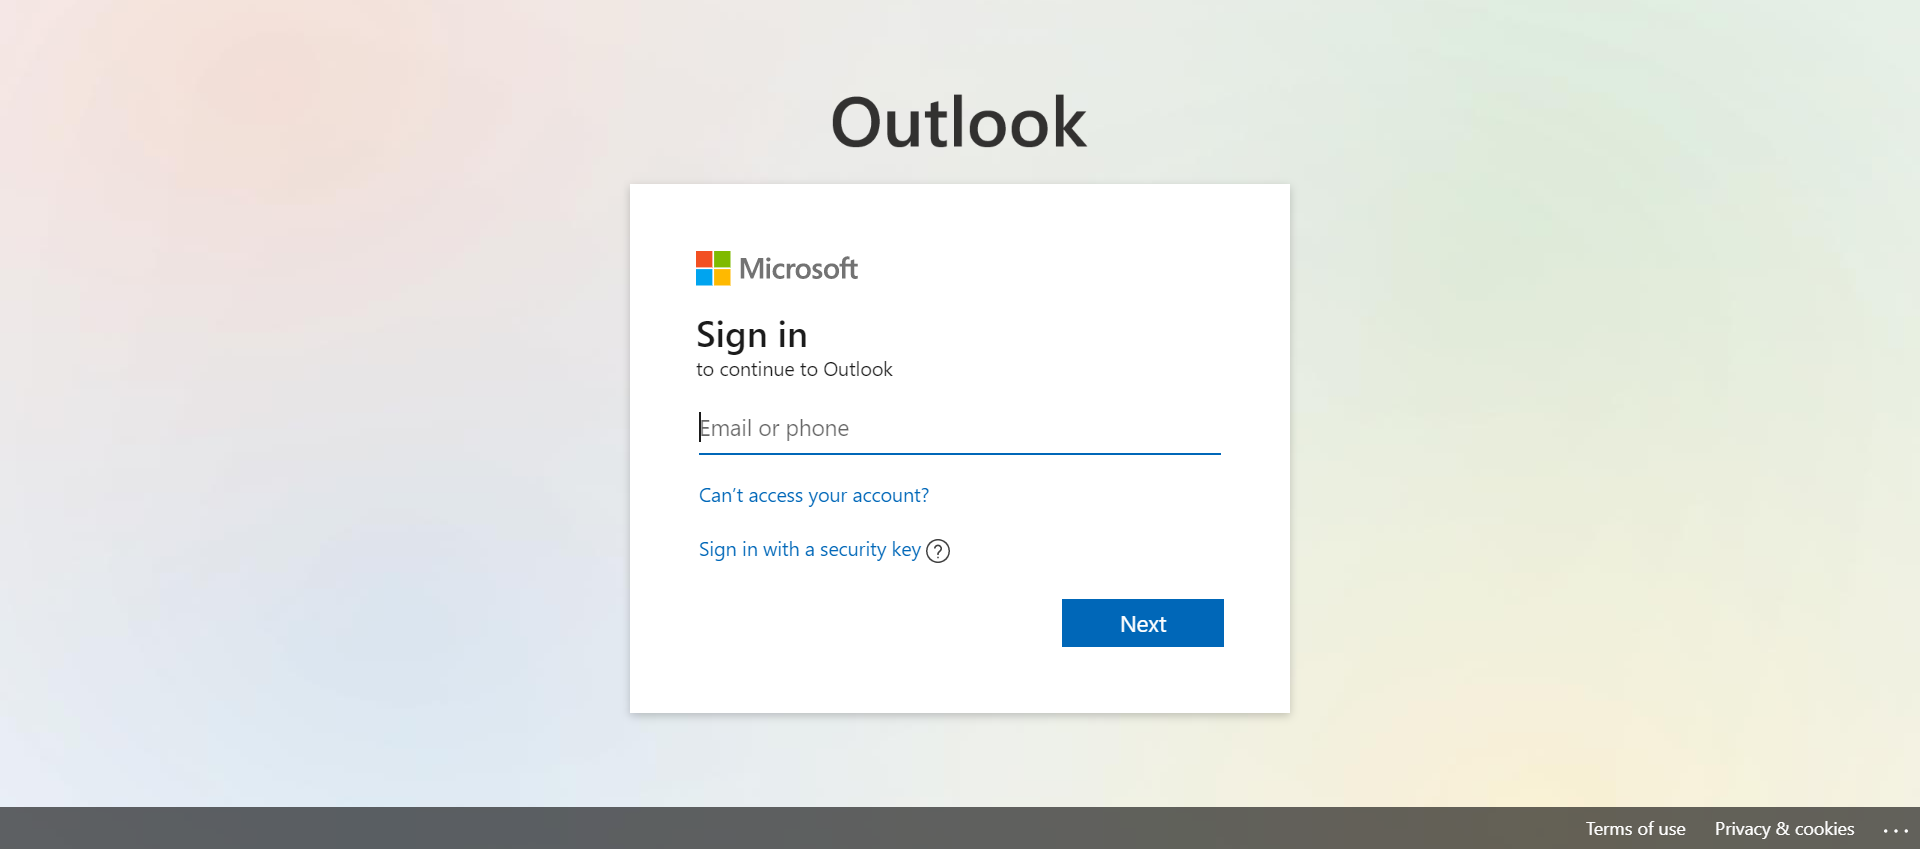 Outlook
Microsoft
Sign in
to continue to Outlook
Email or phone
Can’t access your account?
Sign in with a security key ?
Next
Terms of use Privacy & cookies ...